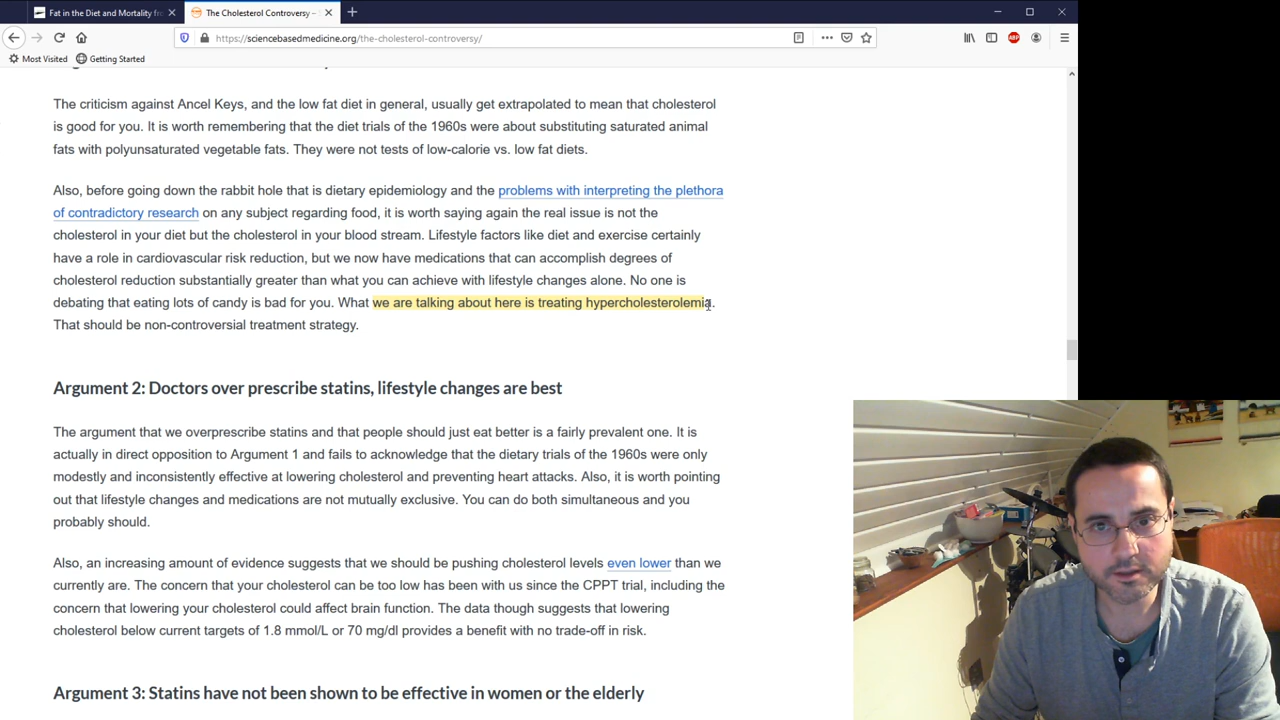 Fat in the Diet and Mortality fr
The Cholesterol Controversy –
https://sciencebasedmedicine.org/the-cholesterol-controversy/
ABP
Most Visited
Getting Started
The criticism against Ancel Keys, and the low fat diet in general, usually get extrapolated to mean that cholesterol
is good for you. It is worth remembering that the diet trials of the 1960s were about substituting saturated animal
fats with polyunsaturated vegetable fats. They were not tests of low-calorie vs. low fat diets.
Also, before going down the rabbit hole that is dietary epidemiology and the problems with interpreting the plethora
of contradictory research on any subject regarding food, it is worth saying again the real issue is not the
cholesterol in your diet but the cholesterol in your blood stream. Lifestyle factors like diet and exercise certainly
have a role in cardiovascular risk reduction, but we now have medications that can accomplish degrees of
cholesterol reduction substantially greater than what you can achieve with lifestyle changes alone. No one is
debating that eating lots of candy is bad for you. What we are talking about here is treating hypercholesterolemia.
That should be non-controversial treatment strategy.
Argument 2: Doctors over prescribe statins, lifestyle changes are best
The argument that we overprescribe statins and that people should just eat better is a fairly prevalent one. It is
actually in direct opposition to Argument 1 and fails to acknowledge that the dietary trials of the 1960s were only
modestly and inconsistently effective at lowering cholesterol and preventing heart attacks. Also, it is worth pointing
out that lifestyle changes and medications are not mutually exclusive. You can do both simultaneous and you
probably should.
Also, an increasing amount of evidence suggests that we should be pushing cholesterol levels even lower than we
currently are. The concern that your cholesterol can be too low has been with us since the CPPT trial, including the
concern that lowering your cholesterol could affect brain function. The data though suggests that lowering
cholesterol below current targets of 1.8 mmol/L or 70 mg/dl provides a benefit with no trade-off in risk.
Argument 3: Statins have not been shown to be effective in women or the elderly